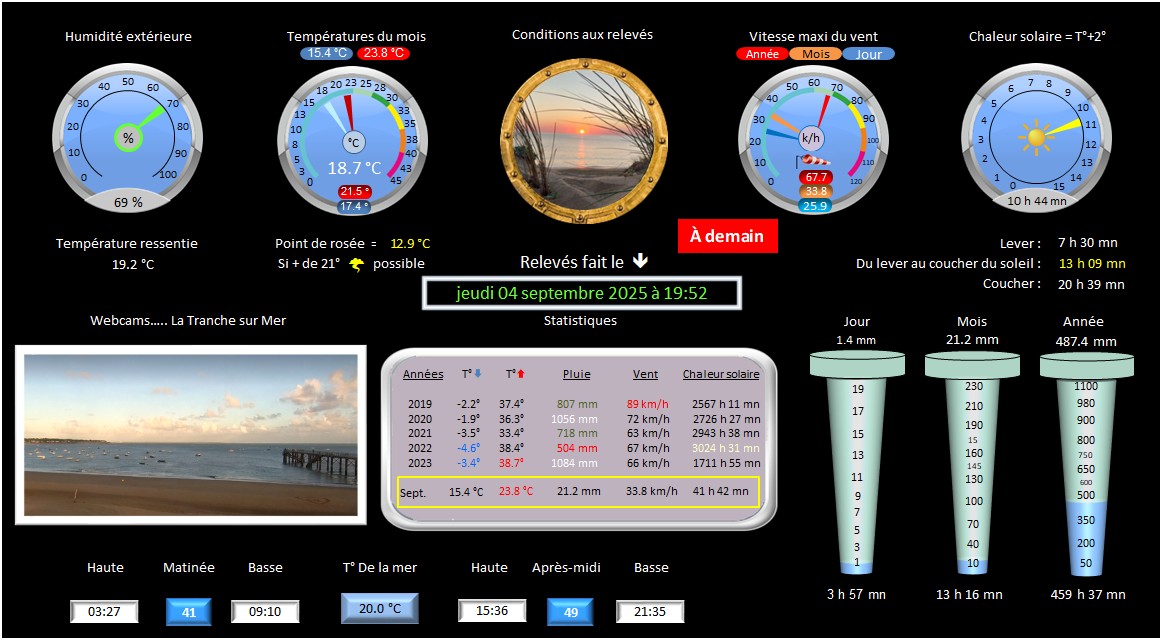 Humidité extérieure
0 10 20 30 40 50 60 70 80 90 100
%
69 %
Températures du mois
15.4 °C 23.8 °C
0 3 5 8 10 13 15 18 20 23 25 28 30 33 35 38 40 43 45
°C
18.7 °C
21.5 °
17.4 °
Conditions aux relevés
Vitesse maxi du vent
Année Mois Jour
0 10 20 30 40 50 60 70 80 90 100 110 120
k/h
67.7
33.8
25.9
Chaleur solaire = T°+2°
0 1 2 3 4 5 6 7 8 9 10 11 12 13 14 15
10 h 44 mn
Température ressentie
19.2 °C
Point de rosée = 12.9 °C
Si + de 21° possible
À demain
Relevés fait le
jeudi 04 septembre 2025 à 19:52
Lever : 7 h 30 mn
Du lever au coucher du soleil : 13 h 09 mn
Coucher : 20 h 39 mn
Webcams..... La Tranche sur Mer
Statistiques
Années T° T° Pluie Vent Chaleur solaire
2019 -2.2° 37.4° 807 mm 89 km/h 2567 h 11 mn
2020 -1.9° 36.3° 1056 mm 72 km/h 2726 h 27 mn
2021 -3.5° 33.4° 718 mm 63 km/h 2943 h 38 mn
2022 -4.6° 38.4° 504 mm 67 km/h 3024 h 31 mn
2023 -3.4° 38.7° 1084 mm 66 km/h 1711 h 55 mn
Sept. 15.4 °C 23.8 °C 21.2 mm 33.8 km/h 41 h 42 mn
Jour
1.4 mm
19
17
15
13
11
9
7
5
3
1
3 h 57 mn
Mois
21.2 mm
230
210
190
15
160
145
130
100
70
40
10
13 h 16 mn
Année
487.4 mm
1100
980
900
800
750
650
600
500
350
200
50
459 h 37 mn
Haute Matinée Basse
03:27 41 09:10
T° De la mer
20.0 °C
Haute Après-midi Basse
15:36 49 21:35